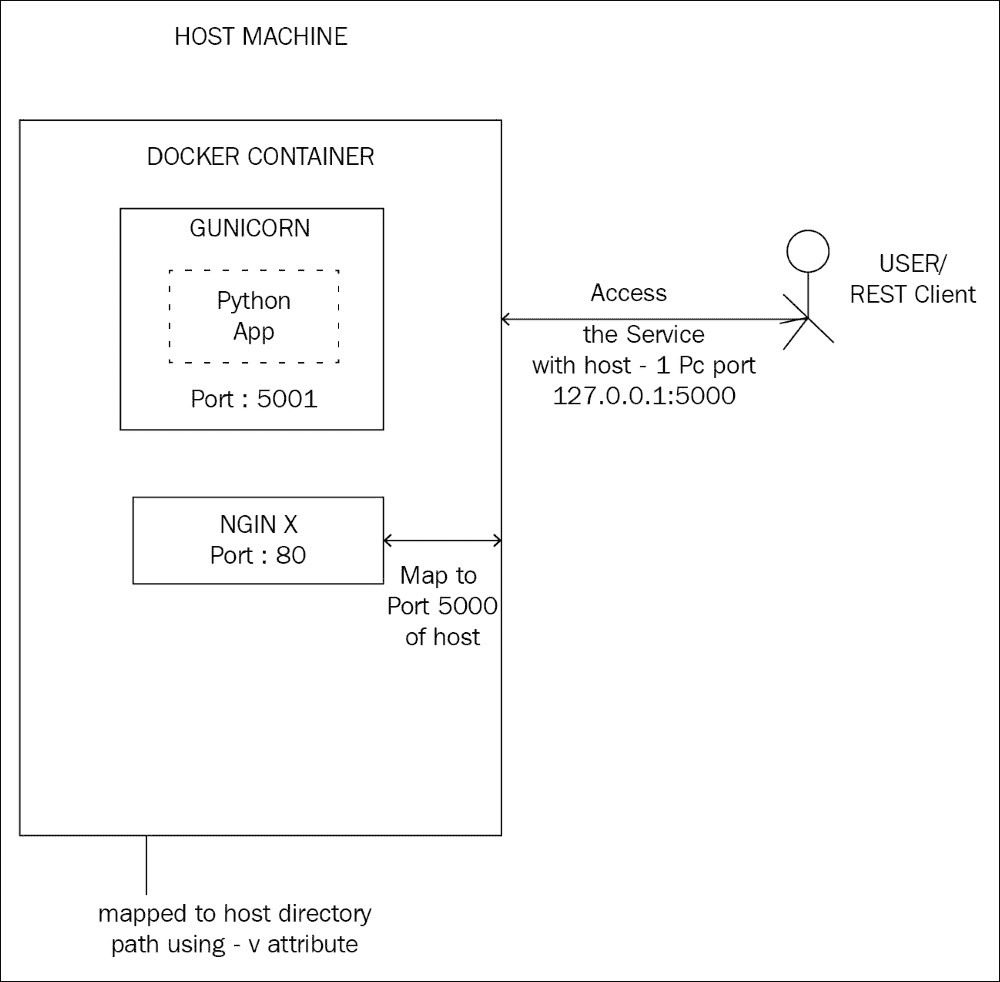 HOST MACHINE
DOCKER CONTAINER
GUNICORN
Python
App
Port : 5001
NGIN X
Port : 80
Map to
Port 5000
of host
Access
the Service
with host - 1 Pc port
127.0.0.1:5000
USER/
REST Client
mapped to host directory
path using - v attribute